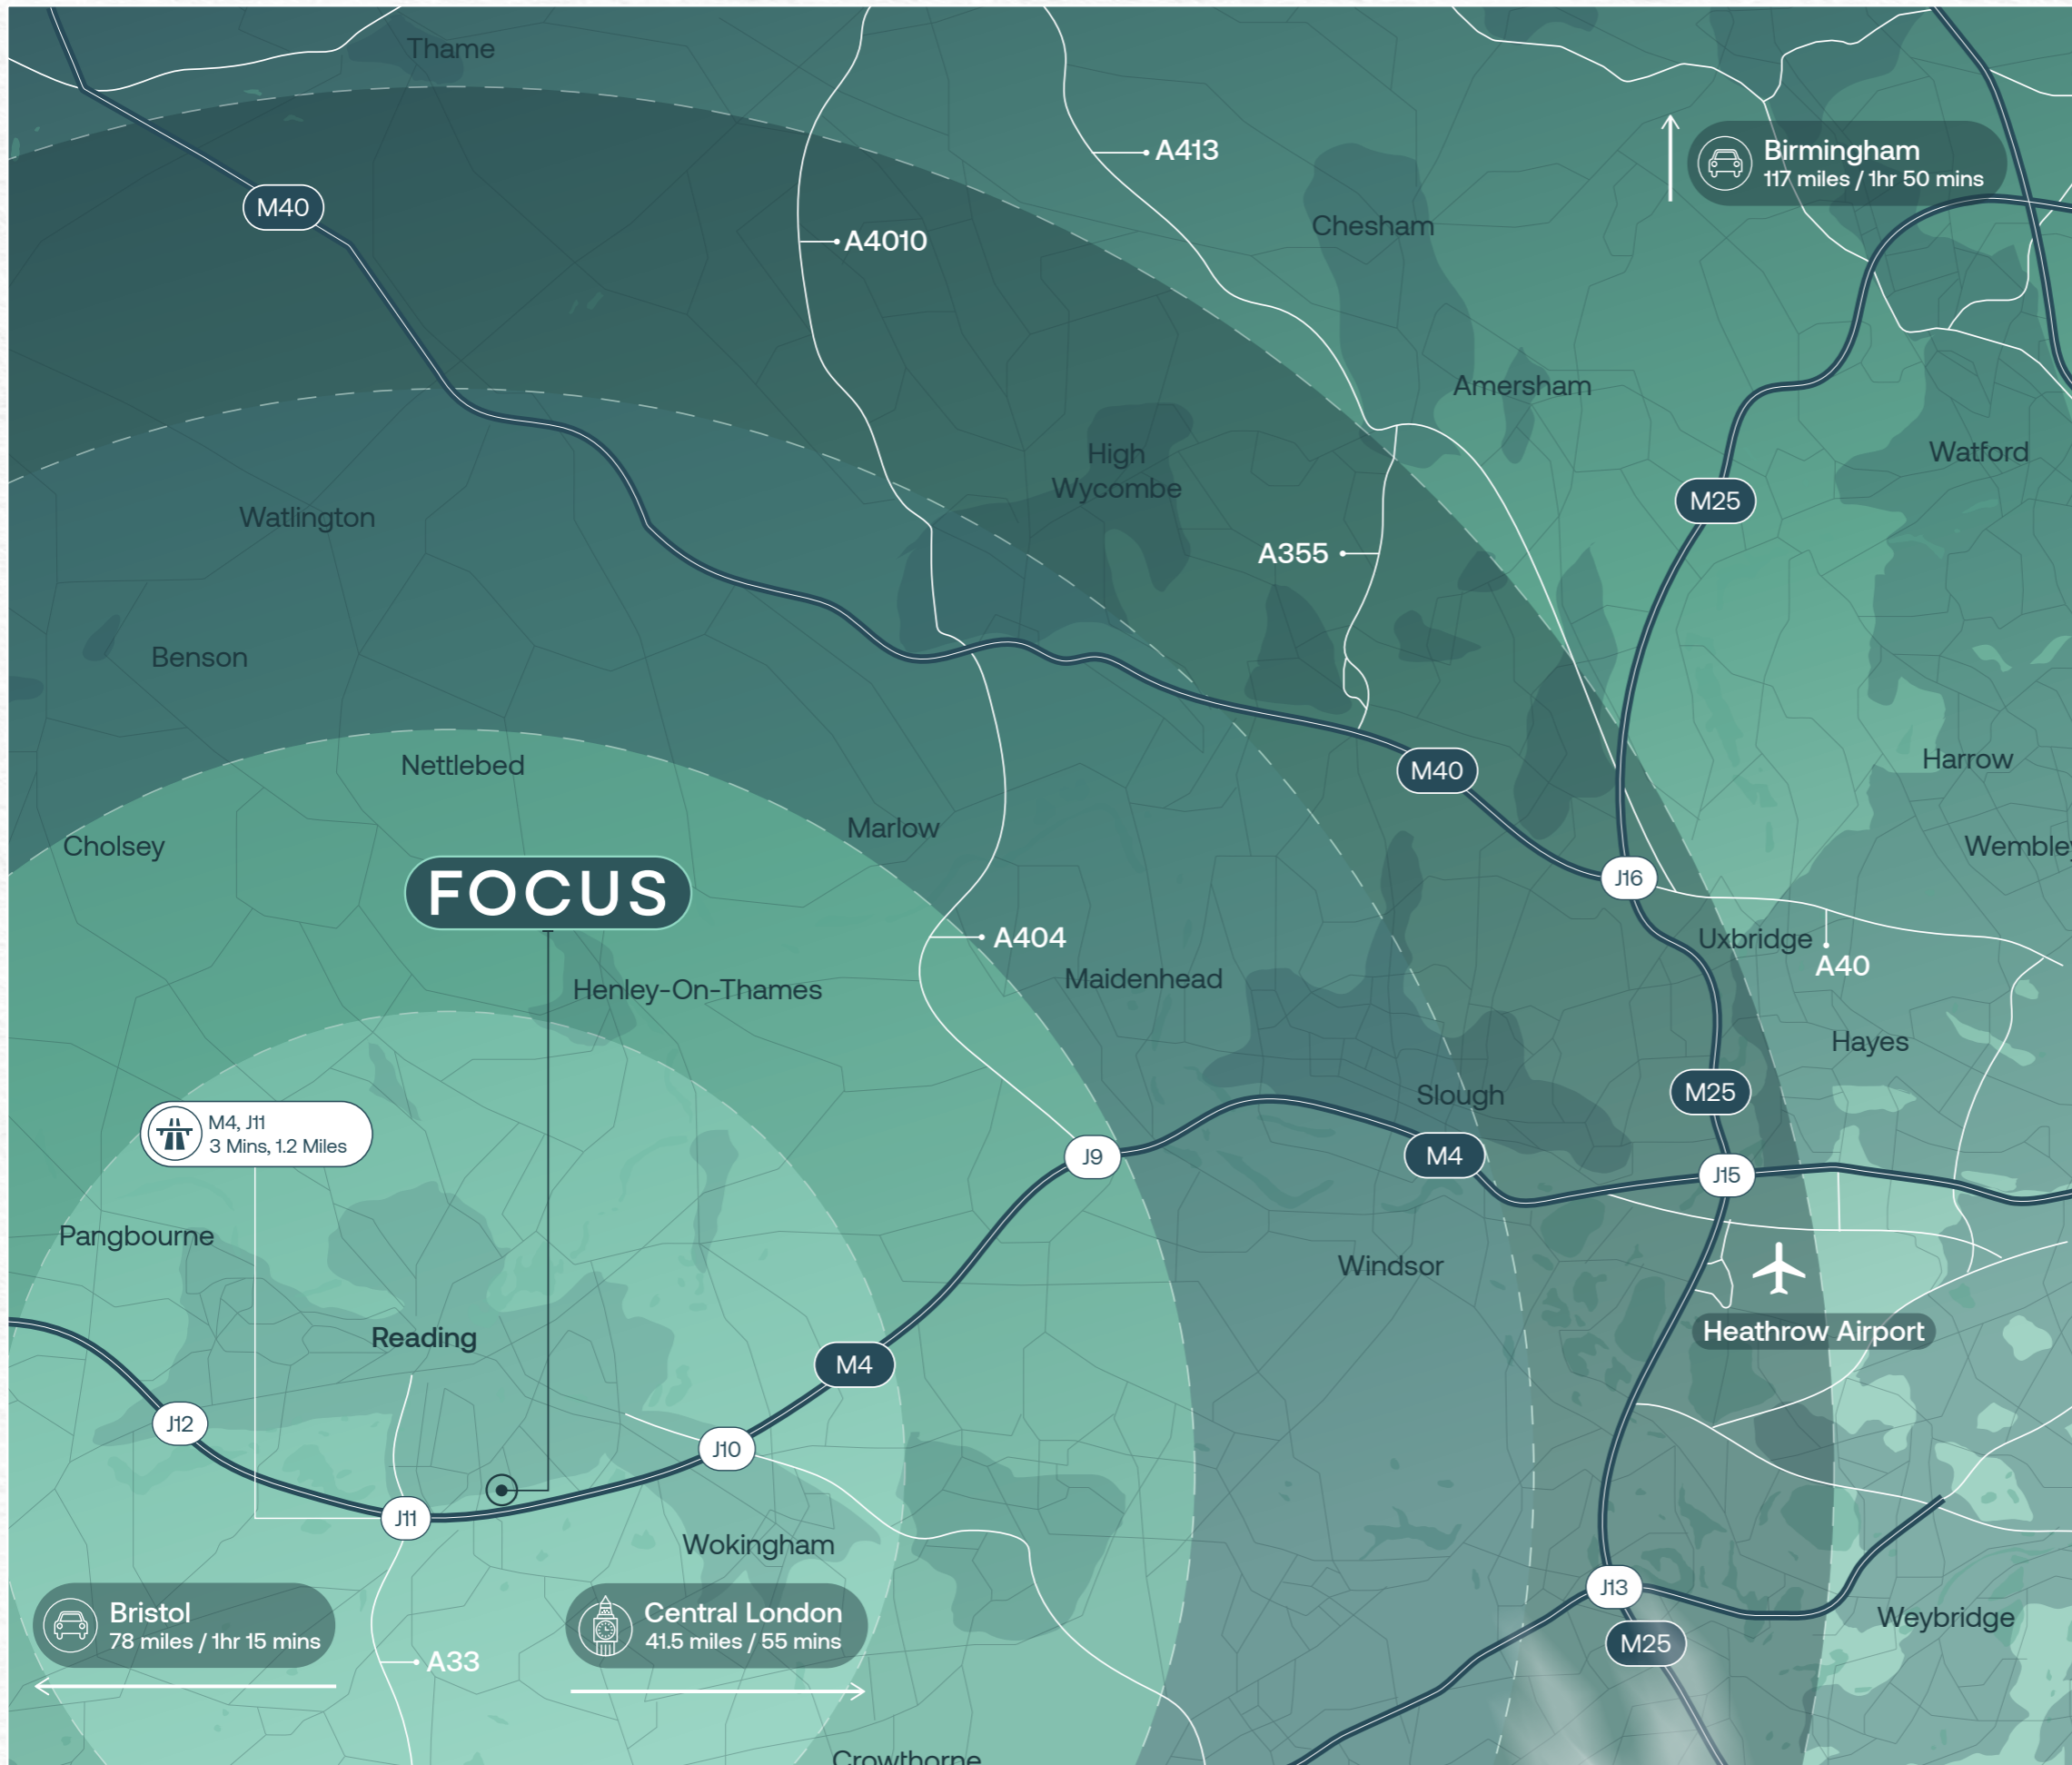 Thame
A413
Birmingham
117 miles / 1hr 50 mins
M40
Chesham
A4010
Amersham
High
Wycombe
Watford
M25
Watlington
A355
Benson
Nettlebed
M40
Harrow
Marlow
Cholsey
Wembley
FOCUS
J16
A404
Uxbridge
A40
Maidenhead
Henley-On-Thames
Hayes
Slough
M25
M4, J11
3 Mins, 1.2 Miles
J9
M4
J15
Pangbourne
Windsor
Reading
Heathrow Airport
M4
J12
J10
J11
Wokingham
J13
Bristol
78 miles / 1hr 15 mins
Central London
41.5 miles / 55 mins
Weybridge
M25
A33
Crowthorne